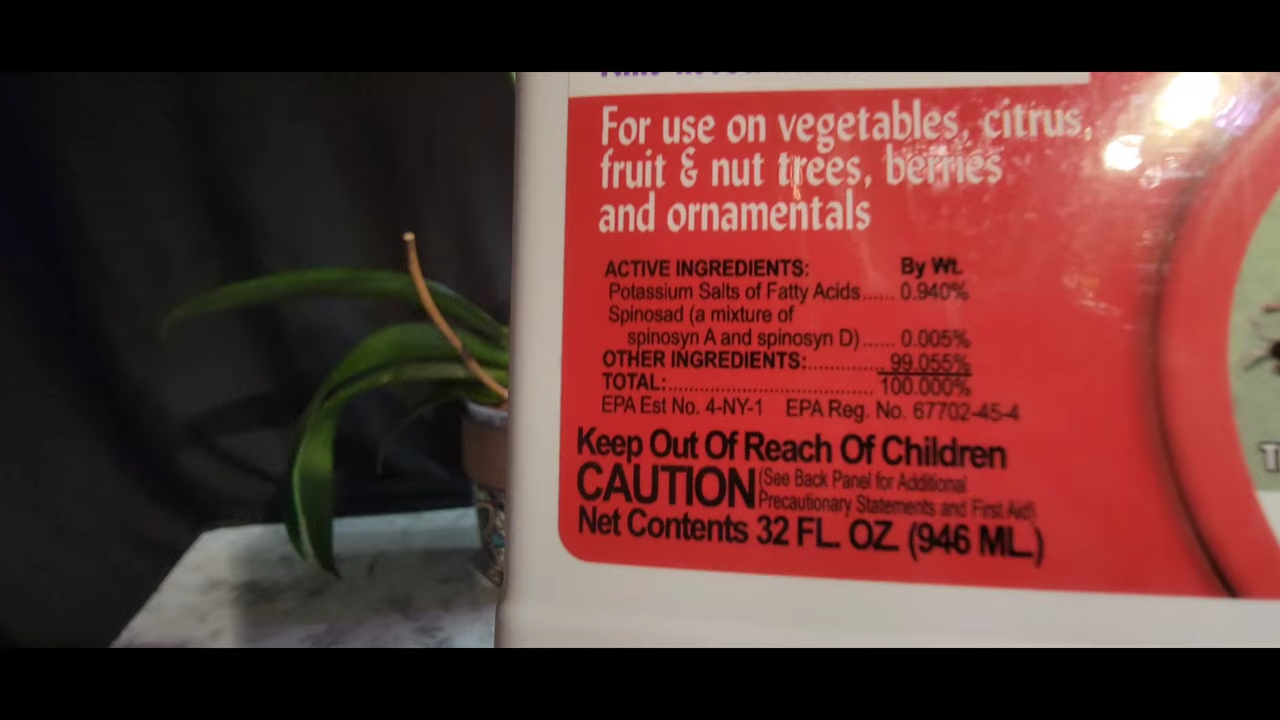 For use on vegetables, citrus,
fruit & nut trees, berries
and ornamentals
ACTIVE INGREDIENTS: By Wt.
Potassium Salts of Fatty Acids...... 0.940%
Spinosad (a mixture of
spinosyn A and spinosyn D)...... 0.005%
OTHER INGREDIENTS:............. 99.055%
TOTAL:.................................. 100.000%
EPA Est No. 4-NY-1 EPA Reg. No. 67702-45-4
Keep Out Of Reach Of Children
CAUTION (See Back Panel for Additional
Precautionary Statements and First Aid)
Net Contents 32 FL. OZ. (946 ML.)